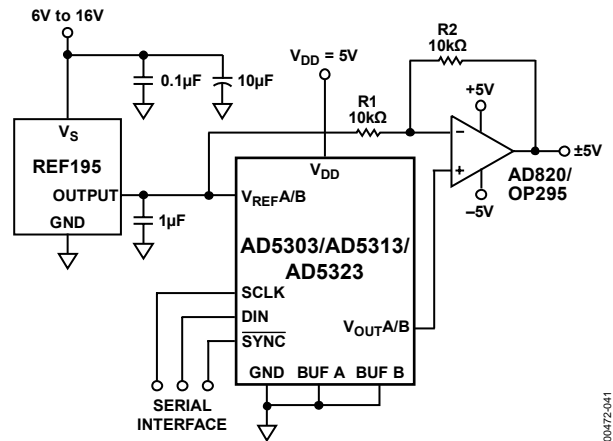 6V to 16V
0.1µF
10µF
VS
REF195
OUTPUT
GND
1µF
VDD = 5V
R1
10kΩ
R2
10kΩ
+5V
–
+
–5V
±5V
AD820/
OP295
VDD
VREFA/B
AD5303/AD5313/
AD5323
SCLK
DIN
SYNC
VOUTA/B
GND
BUF A
BUF B
SERIAL
INTERFACE
00472-041